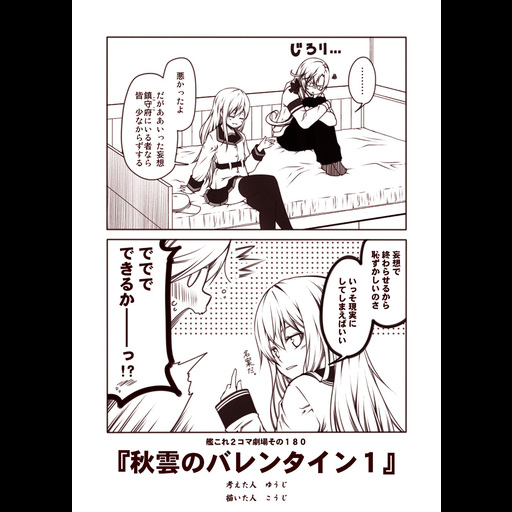 じろり…
………
悪かったよ
だがああいった妄想
鎮守府にいる者なら
皆 少なからずする
妄想で
終わらせるから
恥ずかしいのさ
いっそ現実に
してしまえばいい
名案だ。
ででで
できるか――っ!?
艦これ2コマ劇場その180
『秋雲のバレンタイン1』
考えた人 ゆうじ
描いた人 こうじ